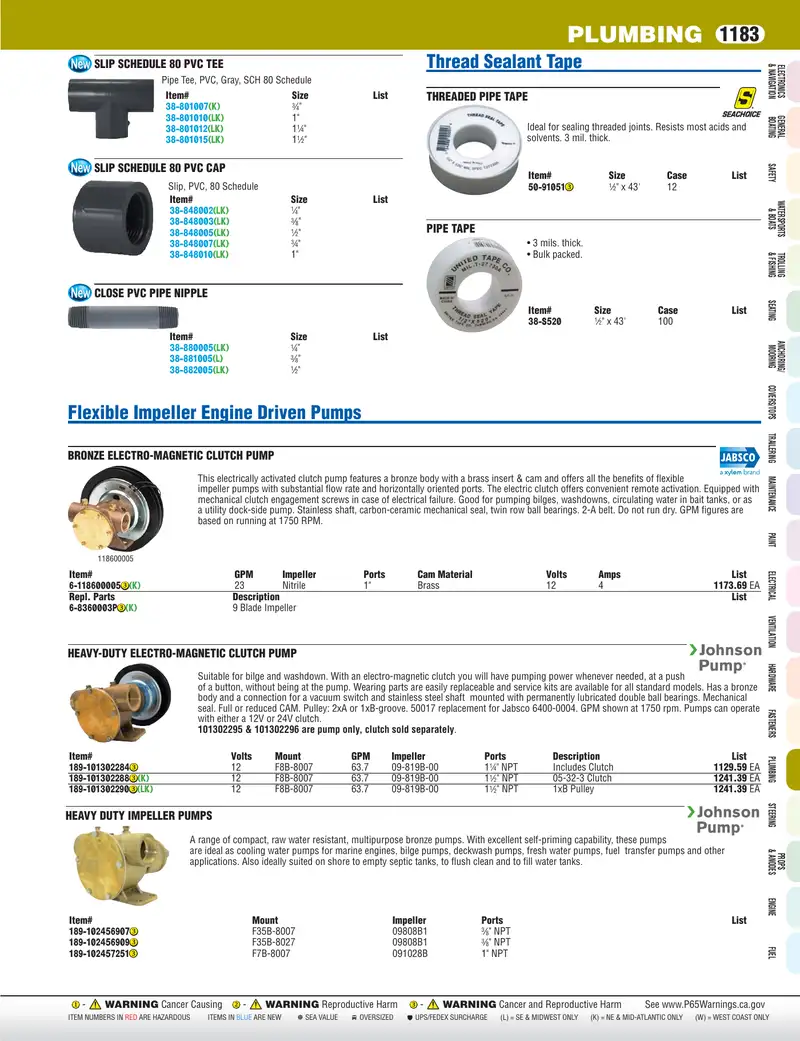 PLUMBING 1183
New SLIP SCHEDULE 80 PVC TEE
Pipe Tee, PVC, Gray, SCH 80 Schedule
Item# Size List
38-801007(K) ¾"
38-801010(LK) 1"
38-801012(LK) 1¼"
38-801015(LK) 1½"
New SLIP SCHEDULE 80 PVC CAP
Slip, PVC, 80 Schedule
Item# Size List
38-848002(LK) ¼"
38-848003(LK) ⅜"
38-848005(LK) ½"
38-848007(LK) ¾"
38-848010(LK) 1"
New CLOSE PVC PIPE NIPPLE
Item# Size List
38-880005(LK) ¼"
38-881005(L) ⅜"
38-882005(LK) ½"
Thread Sealant Tape
THREADED PIPE TAPE
SEACHOICE
Ideal for sealing threaded joints. Resists most acids and
solvents. 3 mil. thick.
Item# Size Case List
50-91051 3 ½" x 43' 12
PIPE TAPE
• 3 mils. thick.
• Bulk packed.
UNITED TAPE CO.
MIL-T-27730A
THREAD SEAL TAPE
Item# Size Case List
38-S520 ½" x 43' 100
Flexible Impeller Engine Driven Pumps
BRONZE ELECTRO-MAGNETIC CLUTCH PUMP
JABSCO
a xylem brand
This electrically activated clutch pump features a bronze body with a brass insert & cam and offers all the benefits of flexible
impeller pumps with substantial flow rate and horizontally oriented ports. The electric clutch offers convenient remote activation. Equipped with
mechanical clutch engagement screws in case of electrical failure. Good for pumping bilges, washdowns, circulating water in bait tanks, or as
a utility dock-side pump. Stainless shaft, carbon-ceramic mechanical seal, twin row ball bearings. 2-A belt. Do not run dry. GPM figures are
based on running at 1750 RPM.
118600005
Item# GPM Impeller Ports Cam Material Volts Amps List
6-118600005 3 (K) 23 Nitrile 1" Brass 12 4 1173.69 EA
Repl. Parts Description List
6-8360003P 3 (K) 9 Blade Impeller
HEAVY-DUTY ELECTRO-MAGNETIC CLUTCH PUMP
Johnson
Pump
Suitable for bilge and washdown. With an electro-magnetic clutch you will have pumping power whenever needed, at a push
of a button, without being at the pump. Wearing parts are easily replaceable and service kits are available for all standard models. Has a bronze
body and a connection for a vacuum switch and stainless steel shaft mounted with permanently lubricated double ball bearings. Mechanical
seal. Full or reduced CAM. Pulley: 2xA or 1xB-groove. 50017 replacement for Jabsco 6400-0004. GPM shown at 1750 rpm. Pumps can operate
with either a 12V or 24V clutch.
101302295 & 101302296 are pump only, clutch sold separately.
Item# Volts Mount GPM Impeller Ports Description List
189-101302284 3 12 F8B-8007 63.7 09-819B-00 1¼" NPT Includes Clutch 1129.59 EA
189-101302288 3 (K) 12 F8B-8007 63.7 09-819B-00 1½" NPT 05-32-3 Clutch 1241.39 EA
189-101302290 3 (LK) 12 F8B-8007 63.7 09-819B-00 1½" NPT 1xB Pulley 1241.39 EA
HEAVY DUTY IMPELLER PUMPS
Johnson
Pump
A range of compact, raw water resistant, multipurpose bronze pumps. With excellent self-priming capability, these pumps
are ideal as cooling water pumps for marine engines. bilge pumps, deckwash pumps, fresh water pumps, fuel transfer pumps and other
applications. Also ideally suited on shore to empty septic tanks, to flush clean and to fill water tanks.
Item# Mount Impeller Ports List
189-102456907 3 F35B-8007 09808B1 ⅜" NPT
189-102456909 3 F35B-8027 09808B1 ⅜" NPT
189-102457251 3 F7B-8007 091028B 1" NPT
ELECTRONICS
& NAVIGATION
GENERAL
BOATING
SAFETY
WATERSPORTS
& BOATS
TROLLING
& FISHING
SEATING
ANCHORING/
MOORING
COVERS/TOPS
TRAILERING
MAINTENANCE
PAINT
ELECTRICAL
VENTILATION
HARDWARE
FASTENERS
PLUMBING
STEERING
PROPS
& ANODES
ENGINE
FUEL
1 - WARNING Cancer Causing 2 - WARNING Reproductive Harm 3 - WARNING Cancer and Reproductive Harm See www.P65Warnings.ca.gov
ITEM NUMBERS IN RED ARE HAZARDOUS ITEMS IN BLUE ARE NEW SEA VALUE OVERSIZED UPS/FEDEX SURCHARGE (L) = SE & MIDWEST ONLY (K) = NE & MID-ATLANTIC ONLY (W) = WEST COAST ONLY